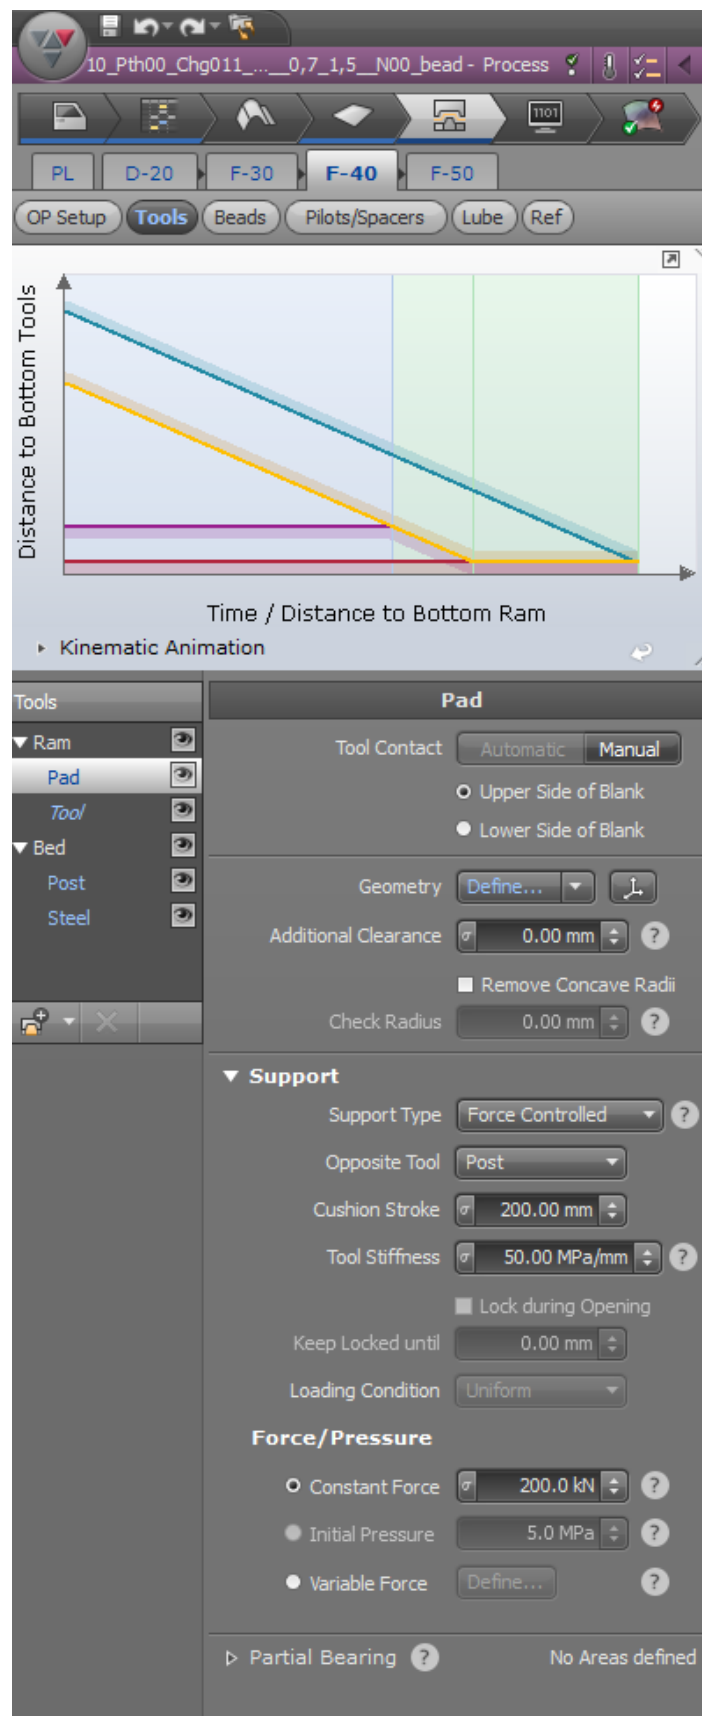 10_Pth00_Chg011_...__0,7_1,5__N00_bead - Process
1101
PL D-20 F-30 F-40 F-50
OP Setup Tools Beads Pilots/Spacers Lube Ref
Distance to Bottom Tools
Time / Distance to Bottom Ram
Kinematic Animation
Tools
Ram
Pad
Tool
Bed
Post
Steel
Pad
Tool Contact Automatic Manual
Upper Side of Blank
Lower Side of Blank
Geometry Define...
Additional Clearance σ 0.00 mm ?
Remove Concave Radii
Check Radius 0.00 mm ?
Support
Support Type Force Controlled ?
Opposite Tool Post
Cushion Stroke σ 200.00 mm
Tool Stiffness σ 50.00 MPa/mm ?
Lock during Opening
Keep Locked until 0.00 mm
Loading Condition Uniform
Force/Pressure
Constant Force σ 200.0 kN ?
Initial Pressure 5.0 MPa ?
Variable Force Define... ?
Partial Bearing ? No Areas defined